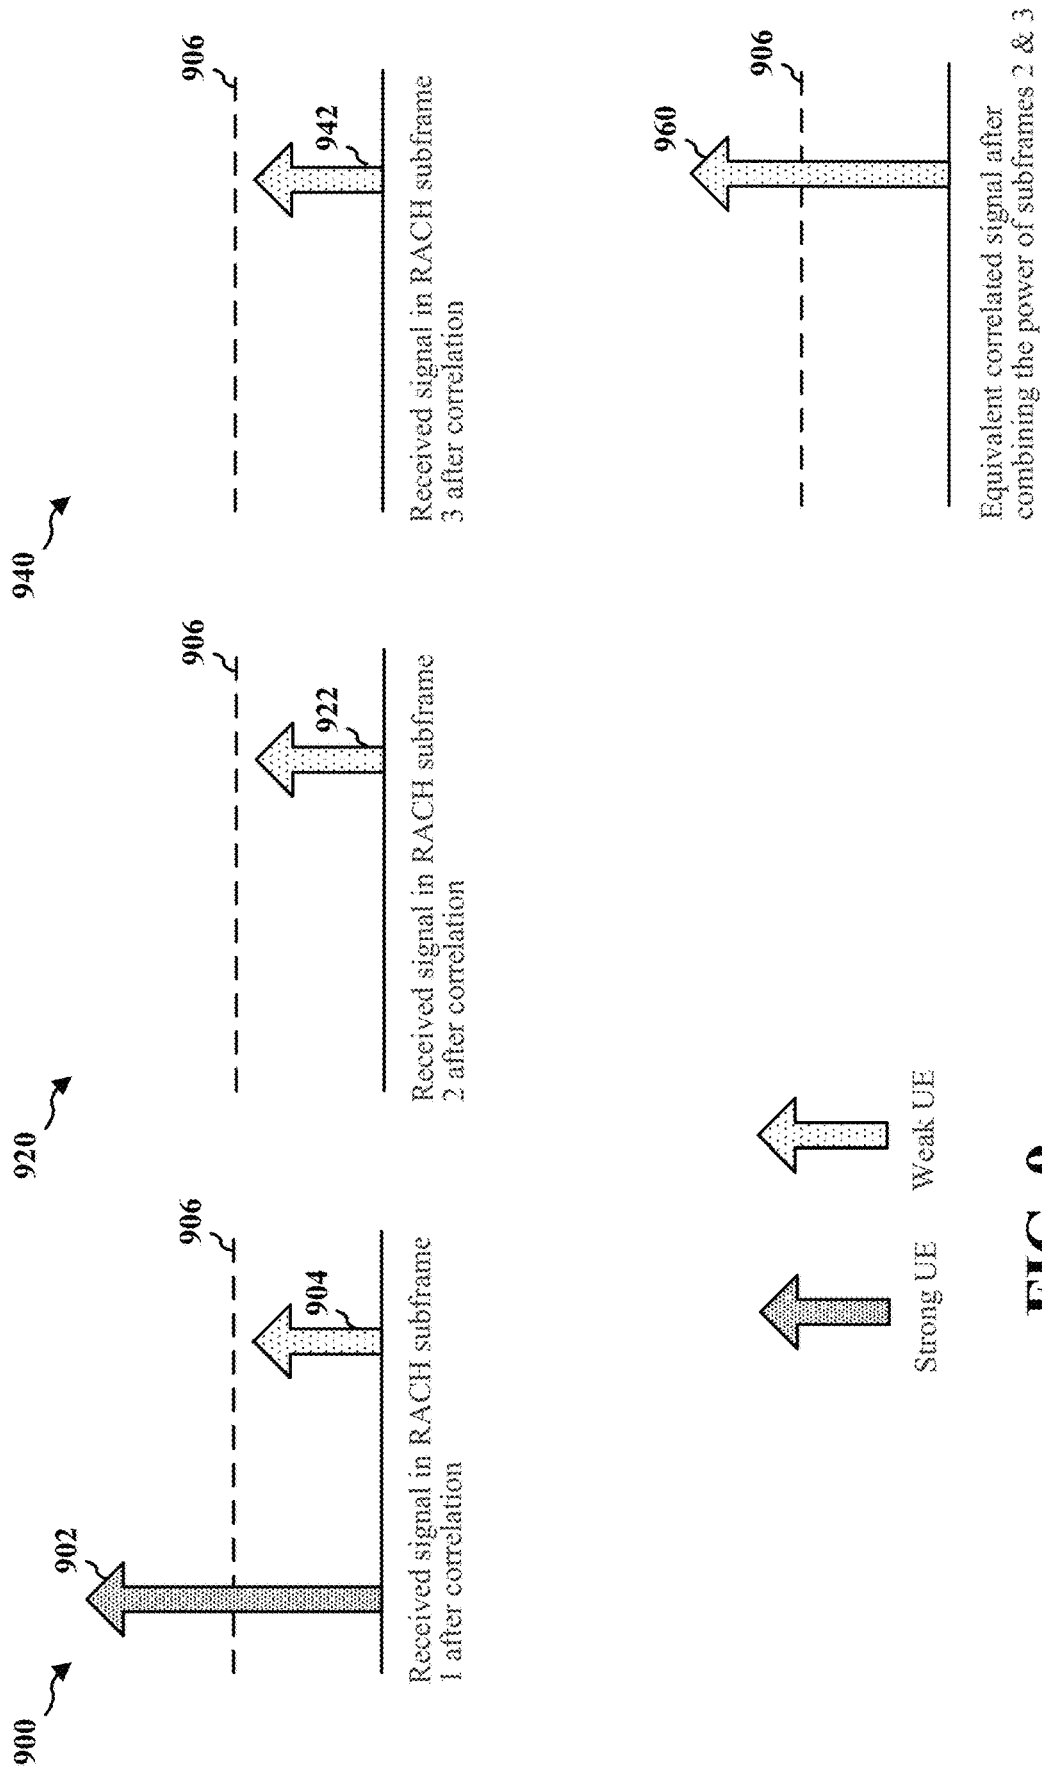 900
902
904
906
Received signal in RACH subframe
1 after correlation
920
922
906
Received signal in RACH subframe
2 after correlation
940
942
906
Received signal in RACH subframe
3 after correlation
Strong UE
Weak UE
960
906
Equivalent correlated signal after
combining the power of subframes 2 & 3
FIG. 9